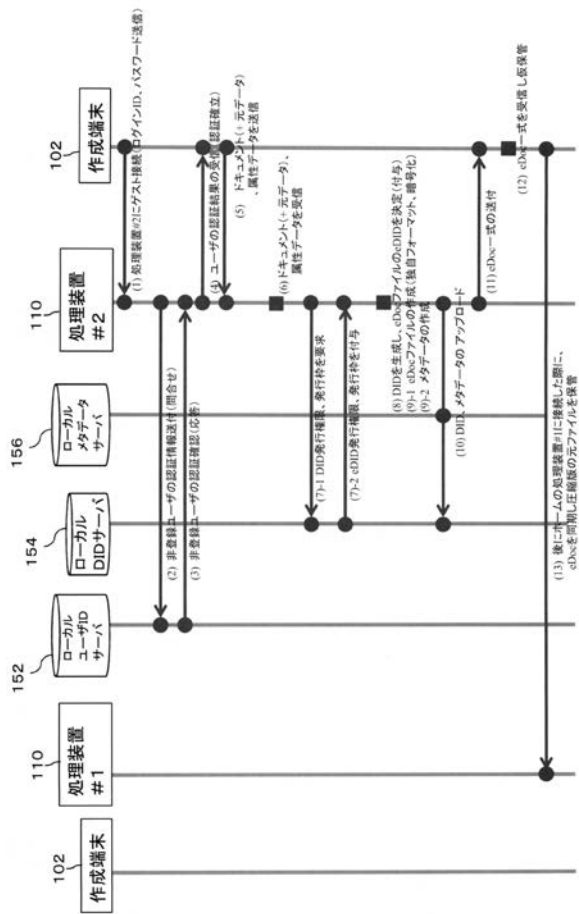 102
作成端末
110
処理装置
#1
152
ローカル
ユーザID
サーバ
154
ローカル
DIDサーバ
156
ローカル
メタデータ
サーバ
110
処理装置
#2
102
作成端末
(1) 処理装置#2にゲスト接続(ログインID、パスワード送信)
(2) 非登録ユーザの認証情報送付(問合せ)
(3) 非登録ユーザの認証確認(応答)
(4) ユーザの認証結果の受信(認証確立)
(5) ドキュメント(+ 元データ)
、属性データを送信
(6)ドキュメント(+ 元データ)、
属性データを受信
(7)-1 DID発行権限、発行枠を要求
(7)-2 eDID発行権限、発行枠を付与
(8) DIDを生成し、eDocファイルのeDIDを決定(付与)
(9)-1 eDocファイルの作成(独自フォーマット、暗号化)
(9)-2 メタデータの作成
(10) DID、メタデータのアップロード
(11) eDoc一式の送付
(12) eDoc一式を受信し仮保管
(13) 後にホームの処理装置#1に接続した際に、
eDocを同期し圧縮版の元ファイルを保管